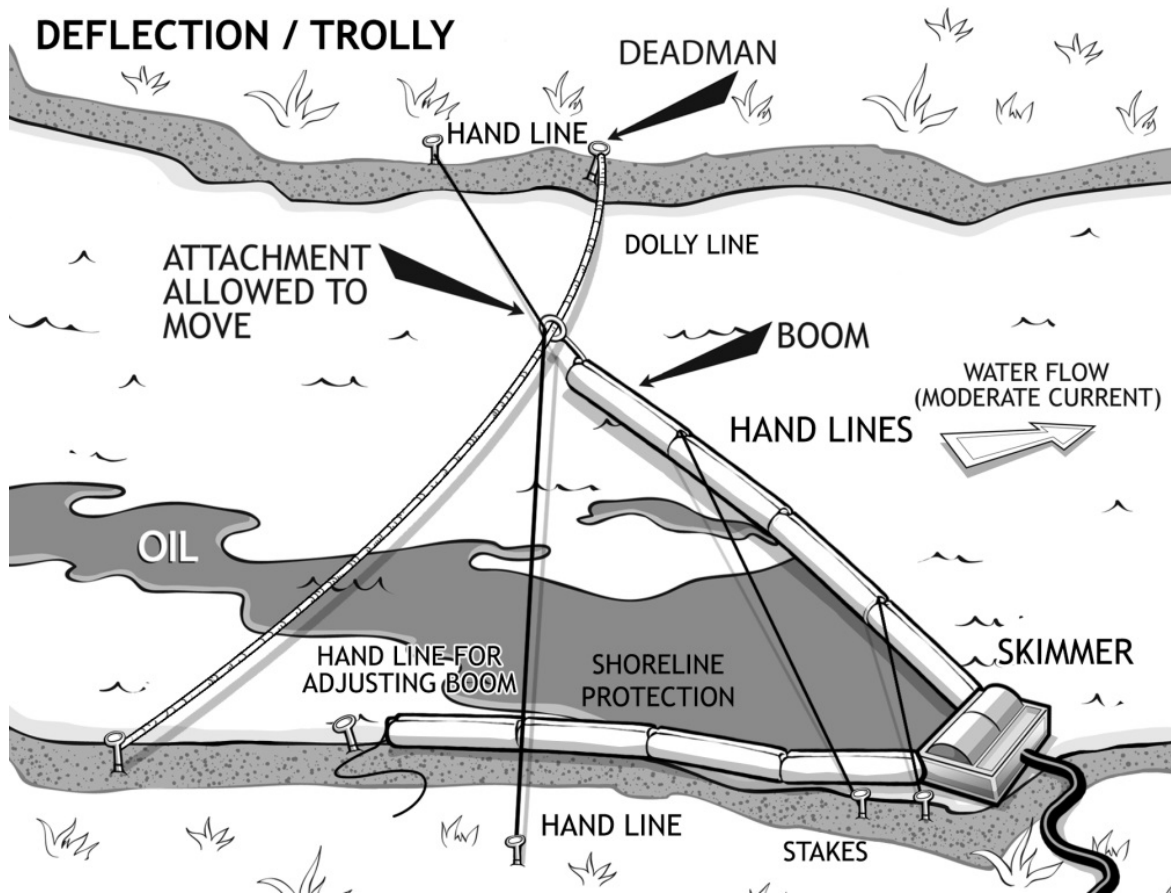 DEFLECTION / TROLLY
DEADMAN
HAND LINE
DOLLY LINE
ATTACHMENT
ALLOWED TO
MOVE
BOOM
WATER FLOW
(MODERATE CURRENT)
HAND LINES
OIL
SKIMMER
HAND LINE FOR
ADJUSTING BOOM
SHORELINE
PROTECTION
HAND LINE
STAKES